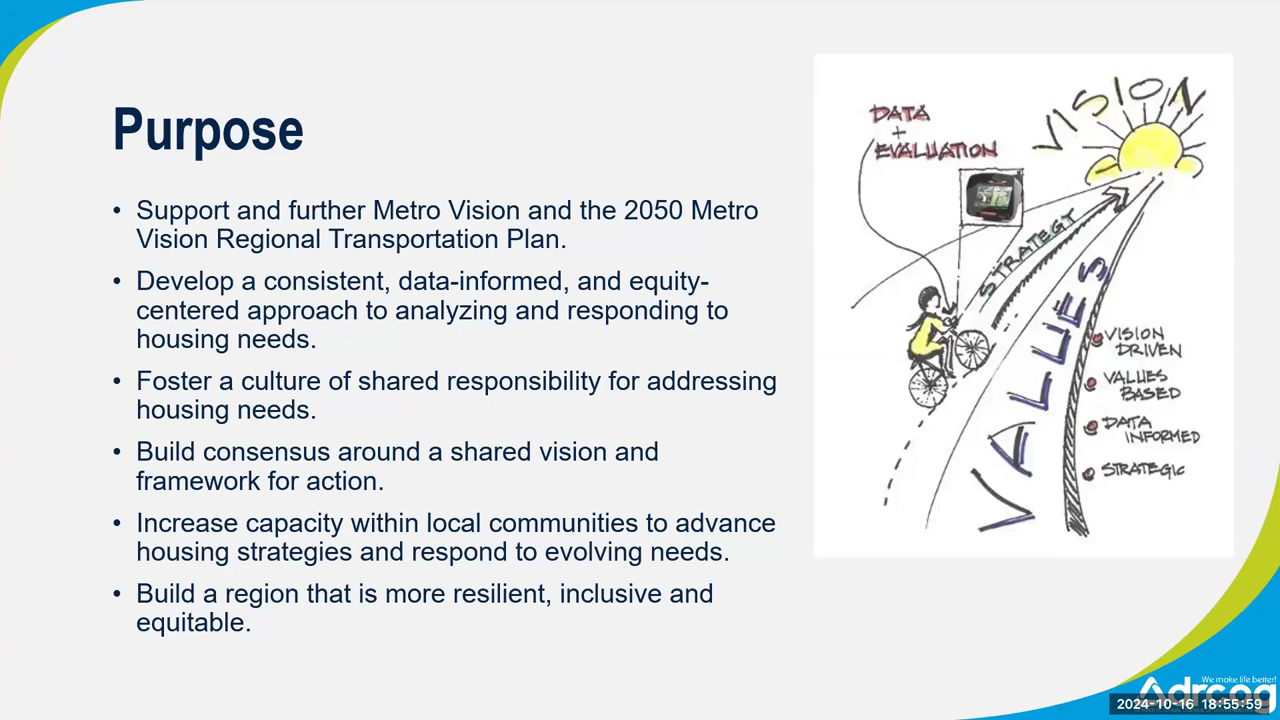 Purpose
• Support and further Metro Vision and the 2050 Metro
Vision Regional Transportation Plan.
• Develop a consistent, data-informed, and equity-
centered approach to analyzing and responding to
housing needs.
• Foster a culture of shared responsibility for addressing
housing needs.
• Build consensus around a shared vision and
framework for action.
• Increase capacity within local communities to advance
housing strategies and respond to evolving needs.
• Build a region that is more resilient, inclusive and
equitable.
DATA
+
EVALUATION
VISION
STRATEGY
VALUES
VISION
DRIVEN
VALUES
BASED
DATA
INFORMED
STRATEGIC
We make life better!
drcog
2024-10-16 18:55:59